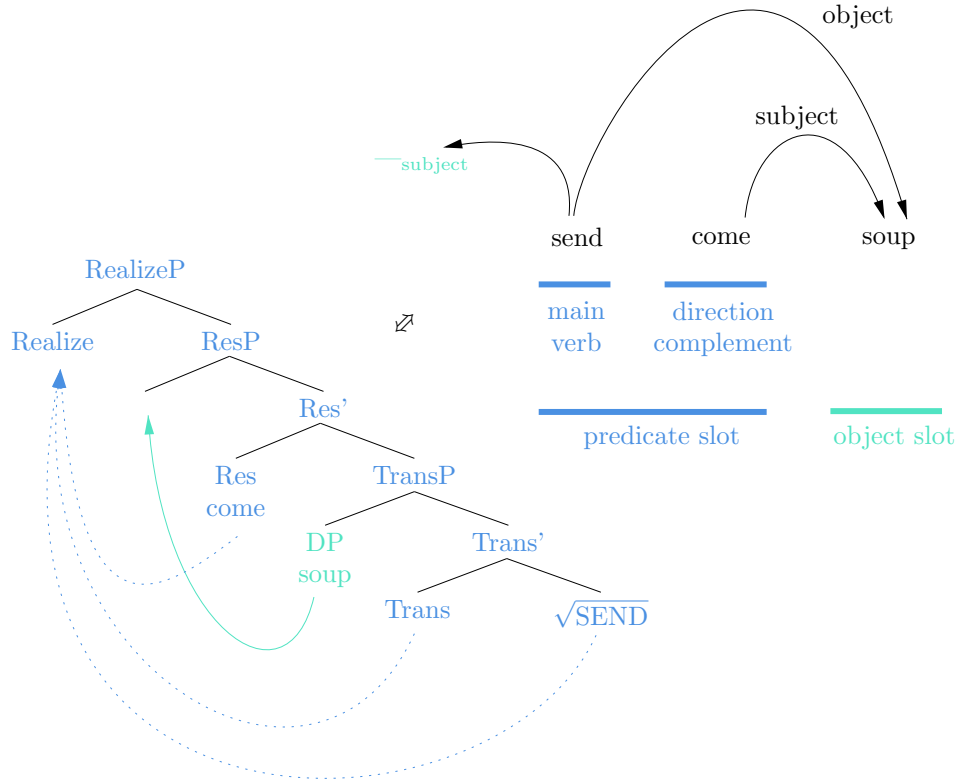 object
subject
—subject
send come soup
RealizeP
main
verb
direction
complement
Realize
ResP
Res'
predicate slot
object slot
Res
come
TransP
DP
soup
Trans'
Trans
√SEND